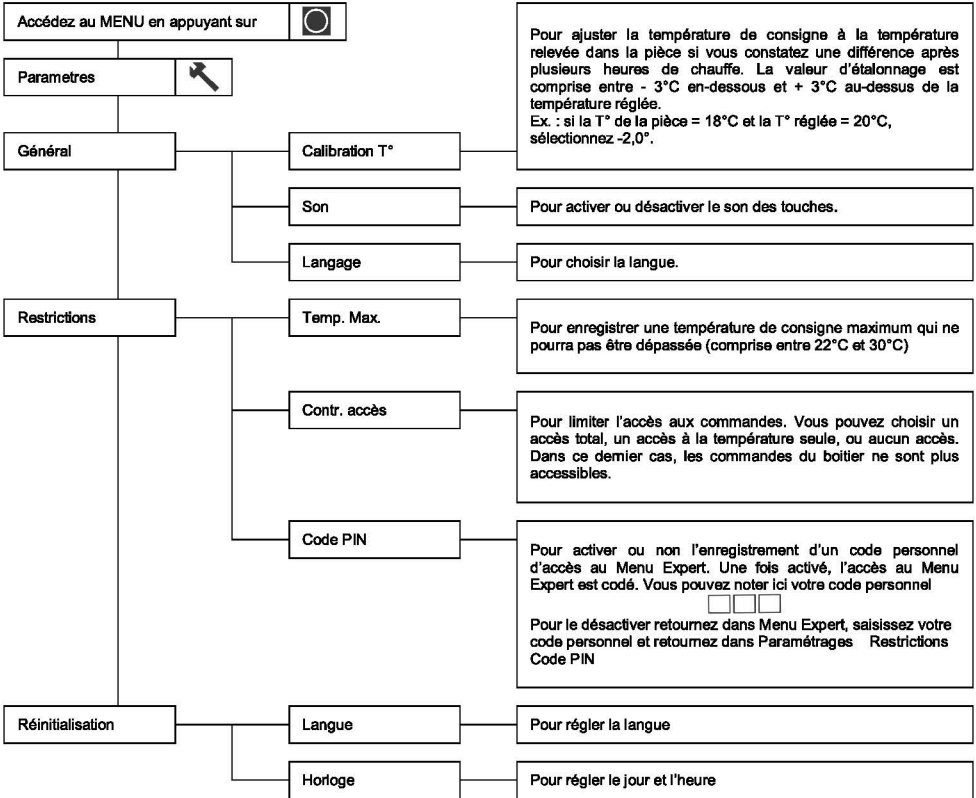 Accédez au MENU en appuyant sur
Parametres
Général
Calibration T°
Pour ajuster la température de consigne à la température
relevée dans la pièce si vous constatez une différence après
plusieurs heures de chauffe. La valeur d'étalonnage est
comprise entre - 3°C en-dessous et + 3°C au-dessus de la
température réglée.
Ex. : si la T° de la pièce = 18°C et la T° réglée = 20°C,
sélectionnez -2,0°.
Son
Pour activer ou désactiver le son des touches.
Langage
Pour choisir la langue.
Restrictions
Temp. Max.
Pour enregistrer une température de consigne maximum qui ne
pourra pas être dépassée (comprise entre 22°C et 30°C)
Contr. accès
Pour limiter l'accès aux commandes. Vous pouvez choisir un
accès total, un accès à la température seule, ou aucun accès.
Dans ce dernier cas, les commandes du boitier ne sont plus
accessibles.
Code PIN
Pour activer ou non l'enregistrement d'un code personnel
d'accès au Menu Expert. Une fois activé, l'accès au Menu
Expert est codé. Vous pouvez noter ici votre code personnel
Pour le désactiver retournez dans Menu Expert, saisissez votre
code personnel et retournez dans Paramétrages Restrictions
Code PIN
Réinitialisation
Langue
Pour régler la langue
Horloge
Pour régler le jour et l'heure